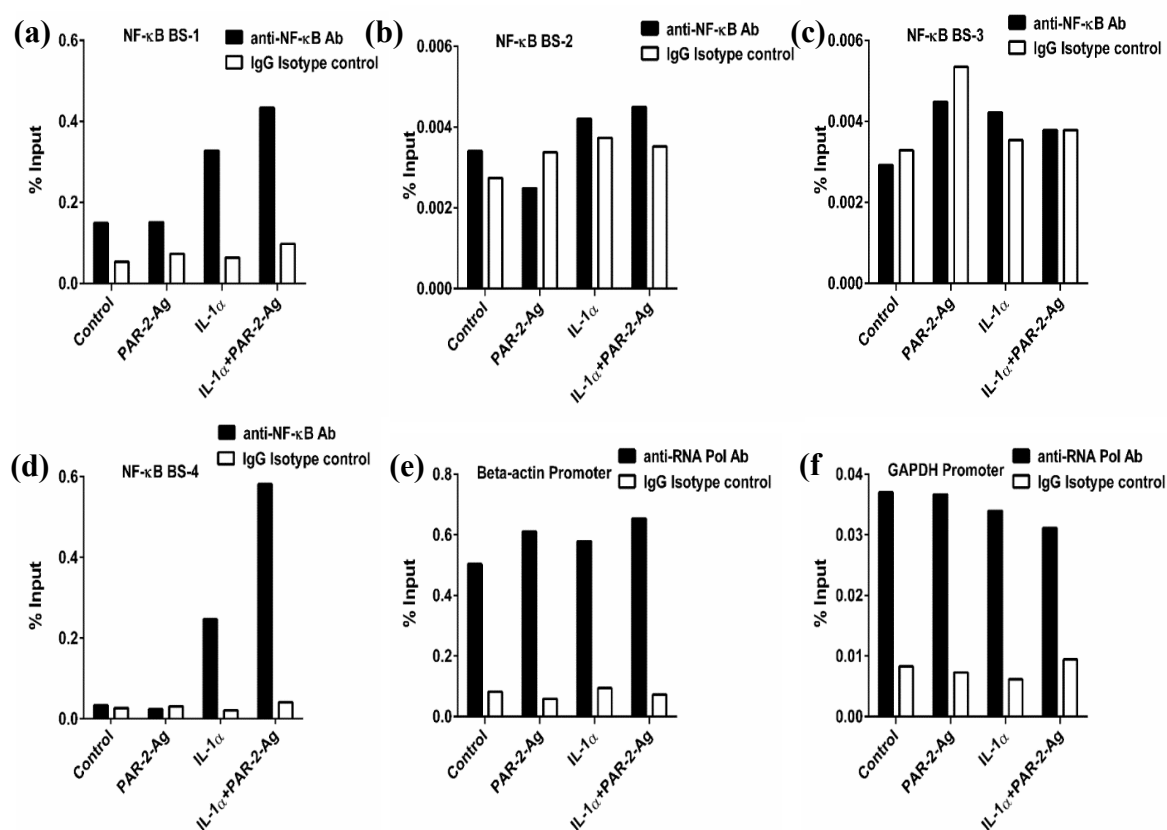 (a)
NF-κB BS-1
anti-NF-κB Ab
IgG Isotype control
% Input
0.6
0.4
0.2
0.0
Control
PAR-2-Ag
IL-1α
IL-1α+PAR-2-Ag
(b)
NF-κB BS-2
anti-NF-κB Ab
IgG Isotype control
% Input
0.006
0.004
0.002
0.000
Control
PAR-2-Ag
IL-1α
IL-1α+PAR-2-Ag
(c)
NF-κB BS-3
anti-NF-κB Ab
IgG Isotype control
% Input
0.006
0.004
0.002
0.000
Control
PAR-2-Ag
IL-1α
IL-1α+PAR-2-Ag
(d)
NF-κB BS-4
anti-NF-κB Ab
IgG Isotype control
% Input
0.6
0.4
0.2
0.0
Control
PAR-2-Ag
IL-1α
IL-1α+PAR-2-Ag
(e)
Beta-actin Promoter
anti-RNA Pol Ab
IgG Isotype control
% Input
0.8
0.6
0.4
0.2
0.0
Control
PAR-2-Ag
IL-1α
IL-1α+PAR-2-Ag
(f
GAPDH Promoter
anti-RNA Pol Ab
IgG Isotype control
% Input
0.04
0.03
0.02
0.01
0.00
Control
PAR-2-Ag
IL-1α
IL-1α+PAR-2-Ag